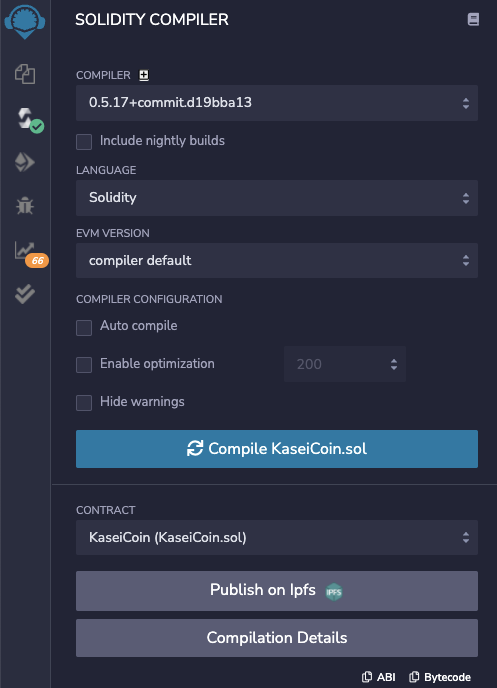 SOLIDITY COMPILER
COMPILER
0.5.17+commit.d19bba13
Include nightly builds
LANGUAGE
Solidity
EVM VERSION
compiler default
COMPILER CONFIGURATION
Auto compile
Enable optimization 200
Hide warnings
66
Compile KaseiCoin.sol
CONTRACT
KaseiCoin (KaseiCoin.sol)
Publish on Ipfs IPFS
Compilation Details
ABI Bytecode